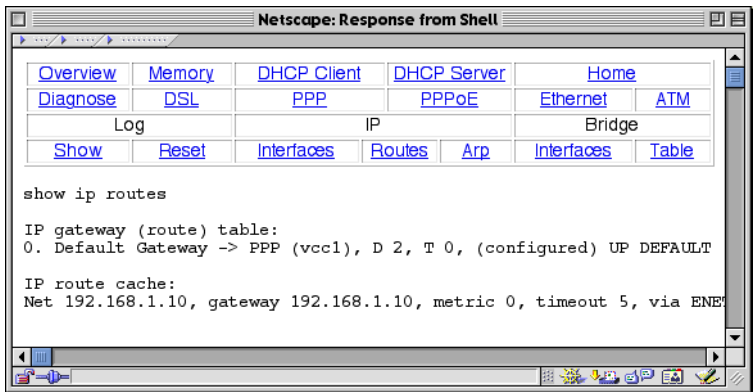 Netscape: Response from Shell
Overview Memory DHCP Client DHCP Server Home
Diagnose DSL PPP PPPoE Ethernet ATM
Log IP Bridge
Show Reset Interfaces Routes Arp Interfaces Table
show ip routes
IP gateway (route) table:
0. Default Gateway -> PPP (vcc1), D 2, T 0, (configured) UP DEFAULT
IP route cache:
Net 192.168.1.10, gateway 192.168.1.10, metric 0, timeout 5, via